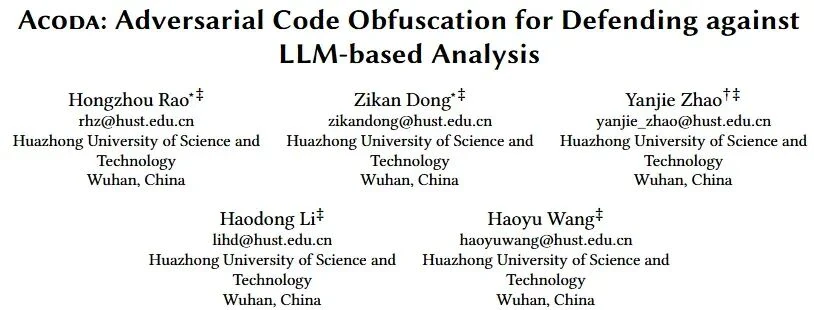 ACODA: Adversarial Code Obfuscation for Defending against
LLM-based Analysis
Hongzhou Rao*‡
rhz@hust.edu.cn
Huazhong University of Science and
Technology
Wuhan, China
Zikan Dong*‡
zikandong@hust.edu.cn
Huazhong University of Science and
Technology
Wuhan, China
Yanjie Zhao†‡
yanjie_zhao@hust.edu.cn
Huazhong University of Science and
Technology
Wuhan, China
Haodong Li‡
lihd@hust.edu.cn
Huazhong University of Science and
Technology
Wuhan, China
Haoyu Wang‡
haoyuwang@hust.edu.cn
Huazhong University of Science and
Technology
Wuhan, China